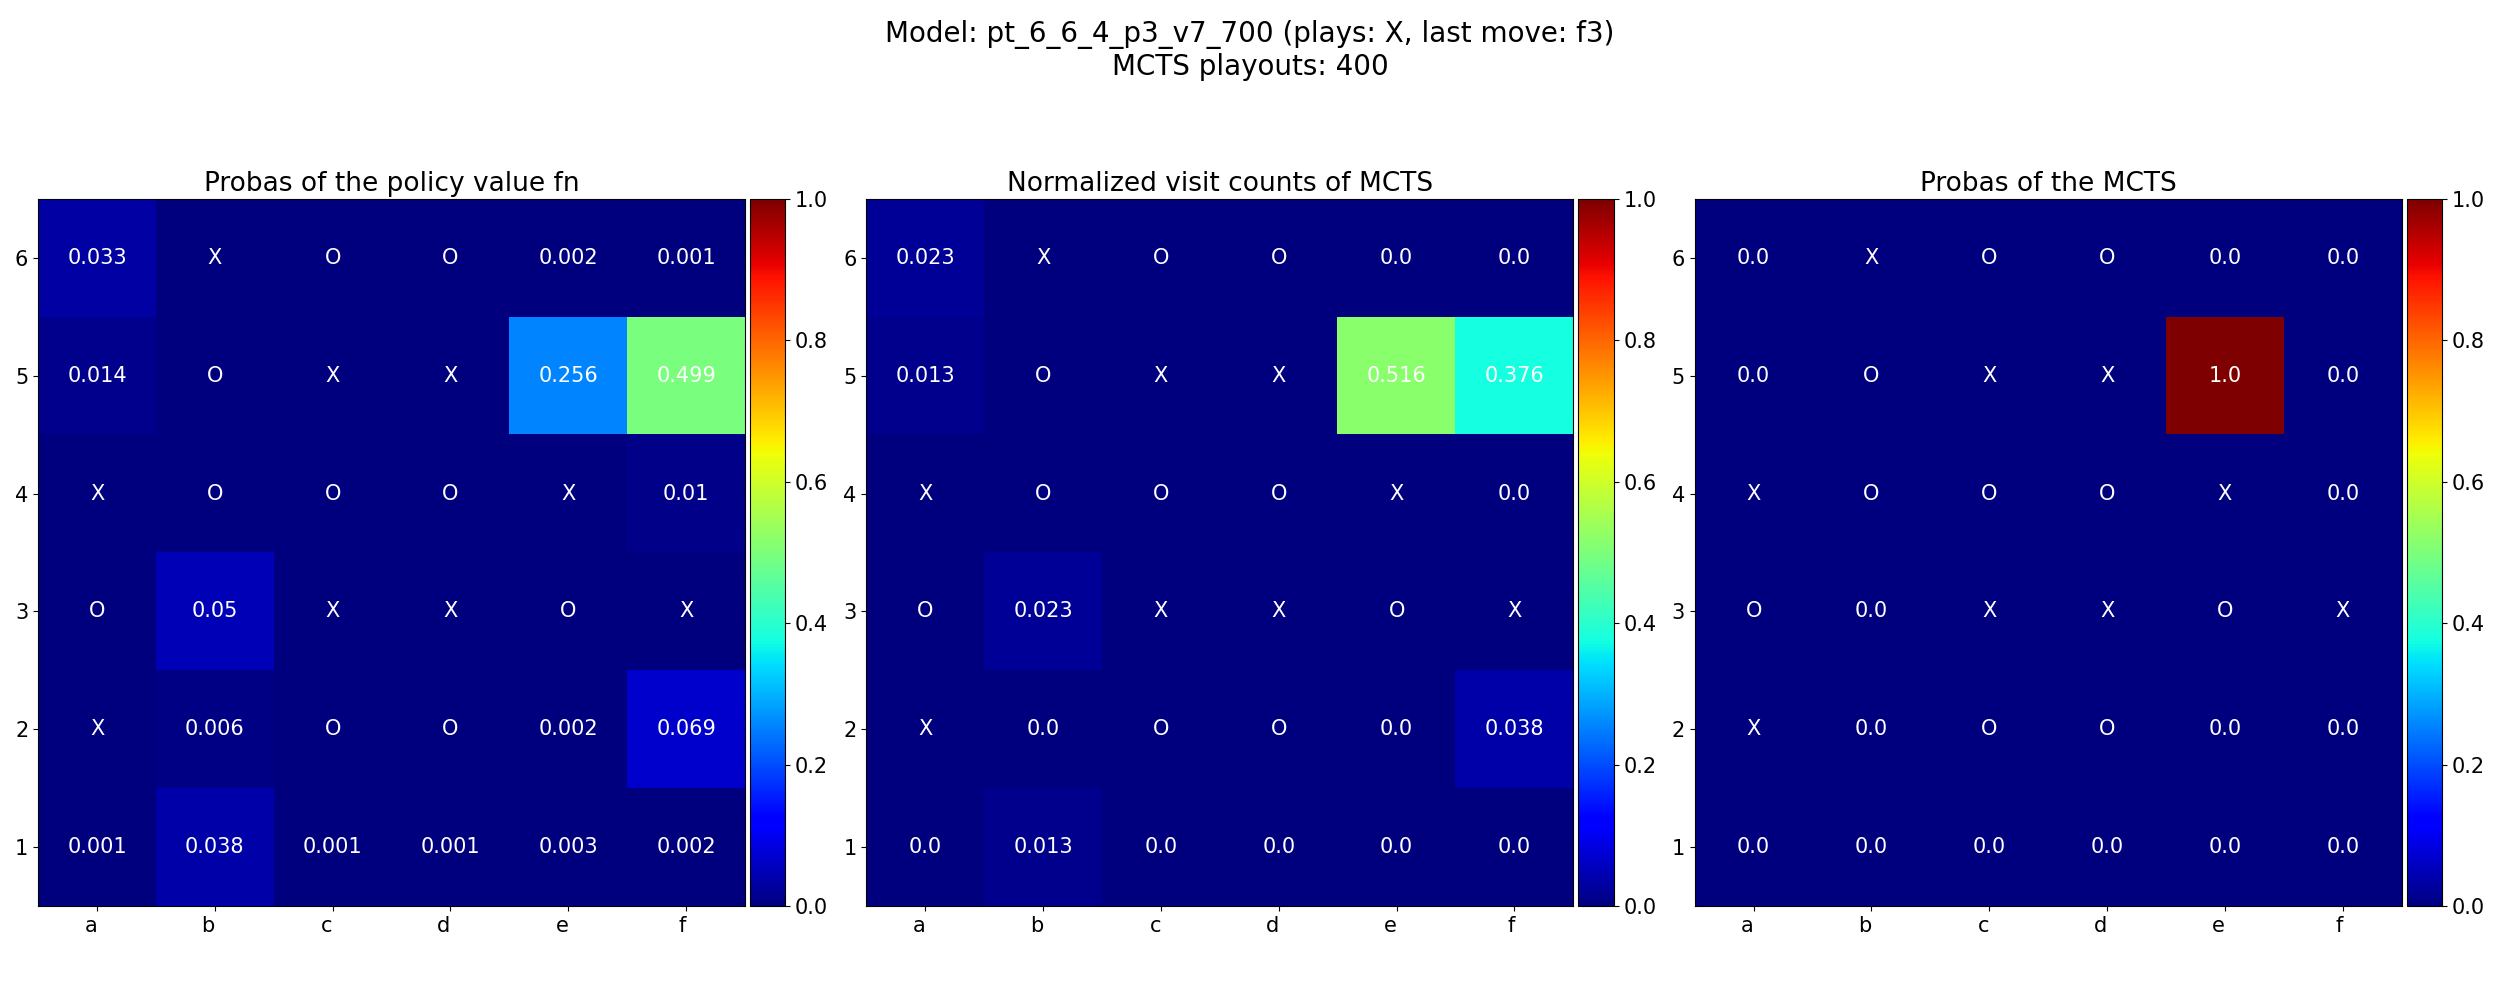 Model: pt_6_6_4_p3_v7_700 (plays: X, last move: f3)
MCTS playouts: 400
Probas of the policy value fn
6 0.033 X O O 0.002 0.001
5 0.014 O X X 0.256 0.499
4 X O O O X 0.01
3 O 0.05 X X O X
2 X 0.006 O O 0.002 0.069
1 0.001 0.038 0.001 0.001 0.003 0.002
a b c d e f
1.0
0.8
0.6
0.4
0.2
0.0
Normalized visit counts of MCTS
6 0.023 X O O 0.0 0.0
5 0.013 O X X 0.516 0.376
4 X O O O X 0.0
3 O 0.023 X X O X
2 X 0.0 O O 0.0 0.038
1 0.0 0.013 0.0 0.0 0.0 0.0
a b c d e f
1.0
0.8
0.6
0.4
0.2
0.0
Probas of the MCTS
6 0.0 X O O 0.0 0.0
5 0.0 O X X 1.0 0.0
4 X O O O X 0.0
3 O 0.0 X X O X
2 X 0.0 O O 0.0 0.0
1 0.0 0.0 0.0 0.0 0.0 0.0
a b c d e f
1.0
0.8
0.6
0.4
0.2
0.0